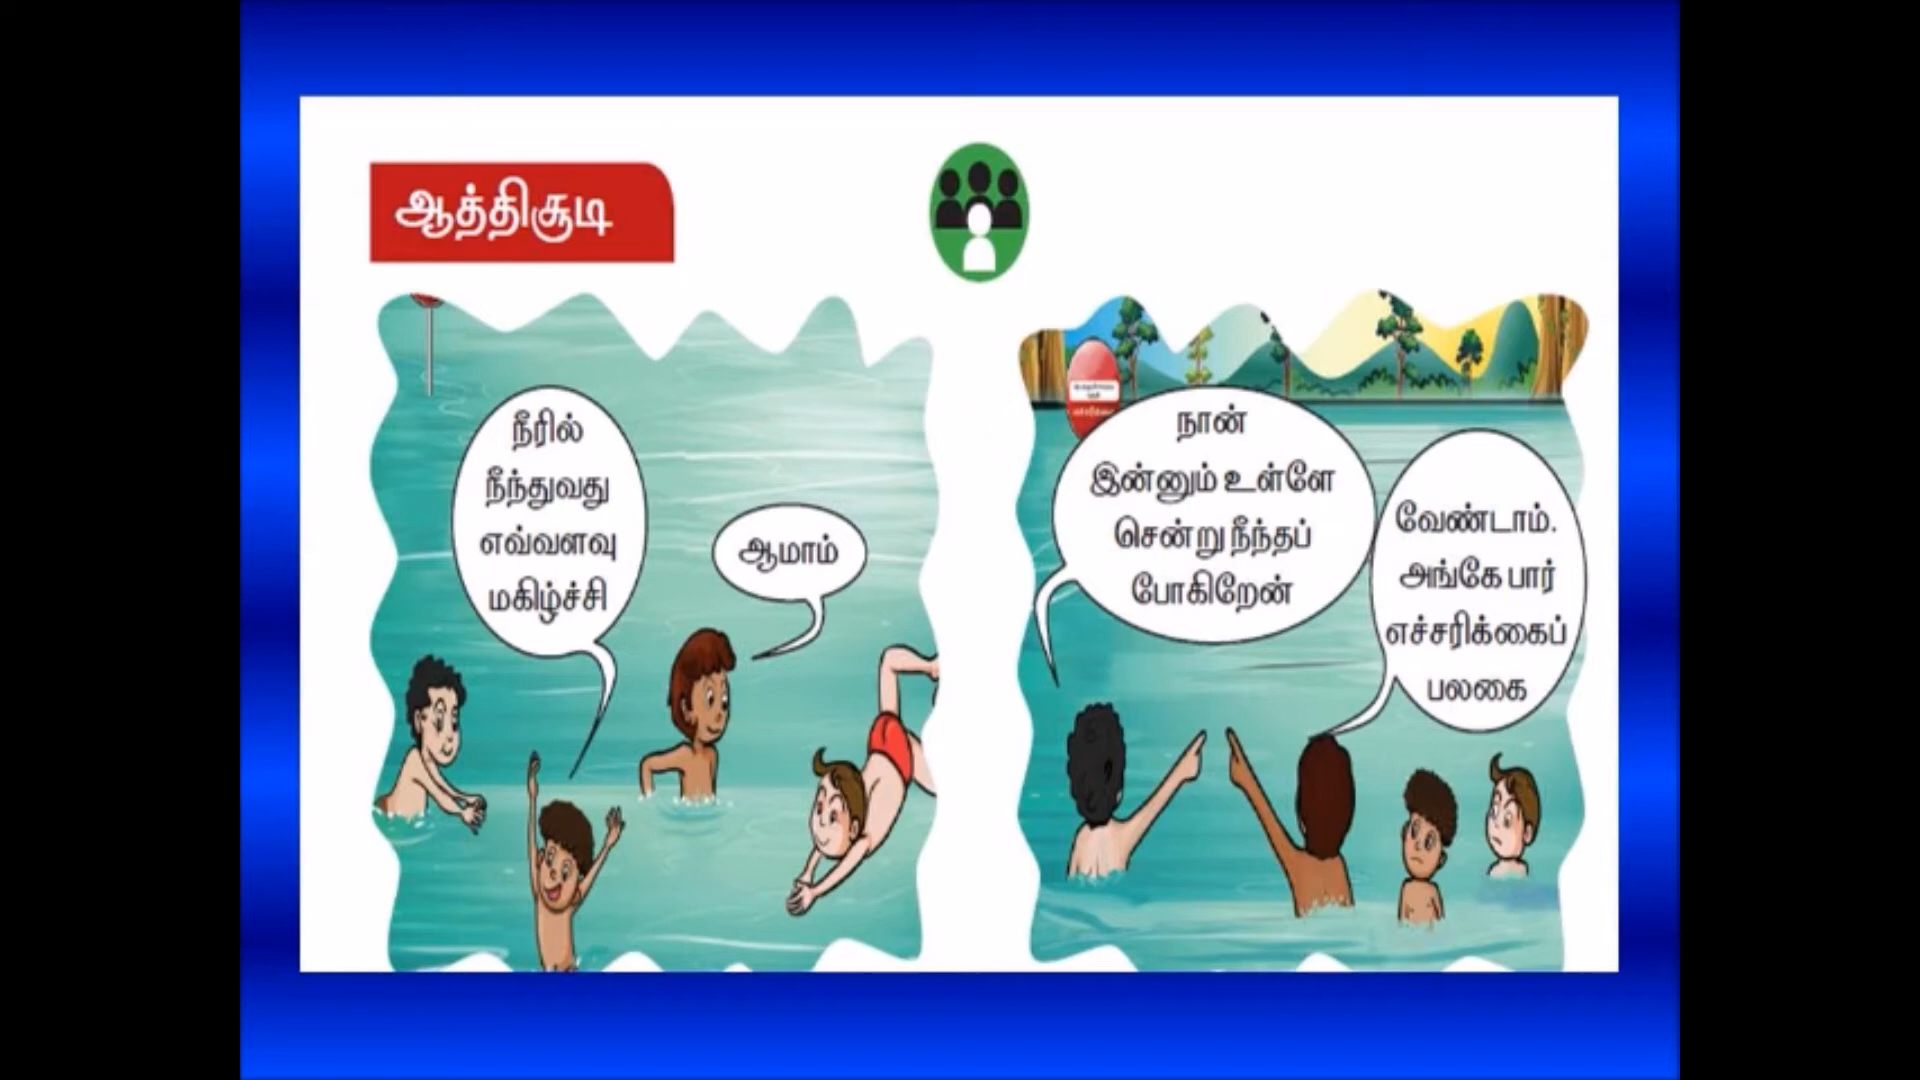 ஆத்திசூடி
நீரில்
நீந்துவது
எவ்வளவு
மகிழ்ச்சி
ஆமாம்
நான்
இன்னும் உள்ளே
சென்று நீந்தப்
போகிறேன்
வேண்டாம்.
அங்கே பார்
எச்சரிக்கைப்
பலகை